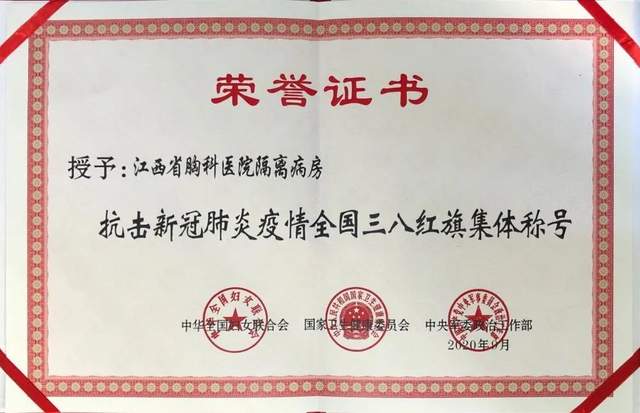 荣誉证书
授予：江西省胸科医院隔离病房
抗击新冠肺炎疫情全国三八红旗集体称号
中华全国妇女联合会 国家卫生健康委员会 中央军委政治工作部
2020年9月